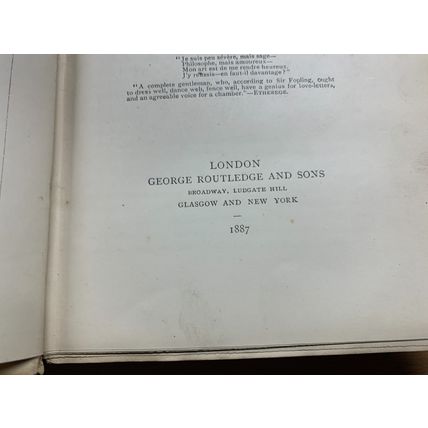 "Je suis peu sévère, mais sage—
Philosophe, mais amoureux—
Mon art est de me rendre heureux,
J'y réussis—en faut-il davantage?"
"A complete gentleman, who, according to Sir Fopling, ought
to dress well, dance well, fence well, have a genius for love-letters,
and an agreeable voice for a chamber."—ETHEREGE.
LONDON
GEORGE ROUTLEDGE AND SONS
BROADWAY, LUDGATE HILL
GLASGOW AND NEW YORK
—
1887